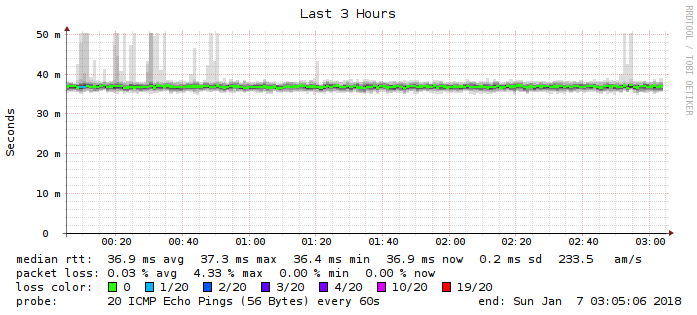 Last 3 Hours
RRDTOOL / TOBI OETIKER
Seconds
50 m
40 m
30 m
20 m
10 m
0
00:20 00:40 01:00 01:20 01:40 02:00 02:20 02:40 03:00
median rtt: 36.9 ms avg 37.3 ms max 36.4 ms min 36.9 ms now 0.2 ms sd 233.5 am/s
packet loss: 0.03 % avg 4.33 % max 0.00 % min 0.00 % now
loss color: 0 1/20 2/20 3/20 4/20 10/20 19/20
probe: 20 ICMP Echo Pings (56 Bytes) every 60s end: Sun Jan 7 03:05:06 2018